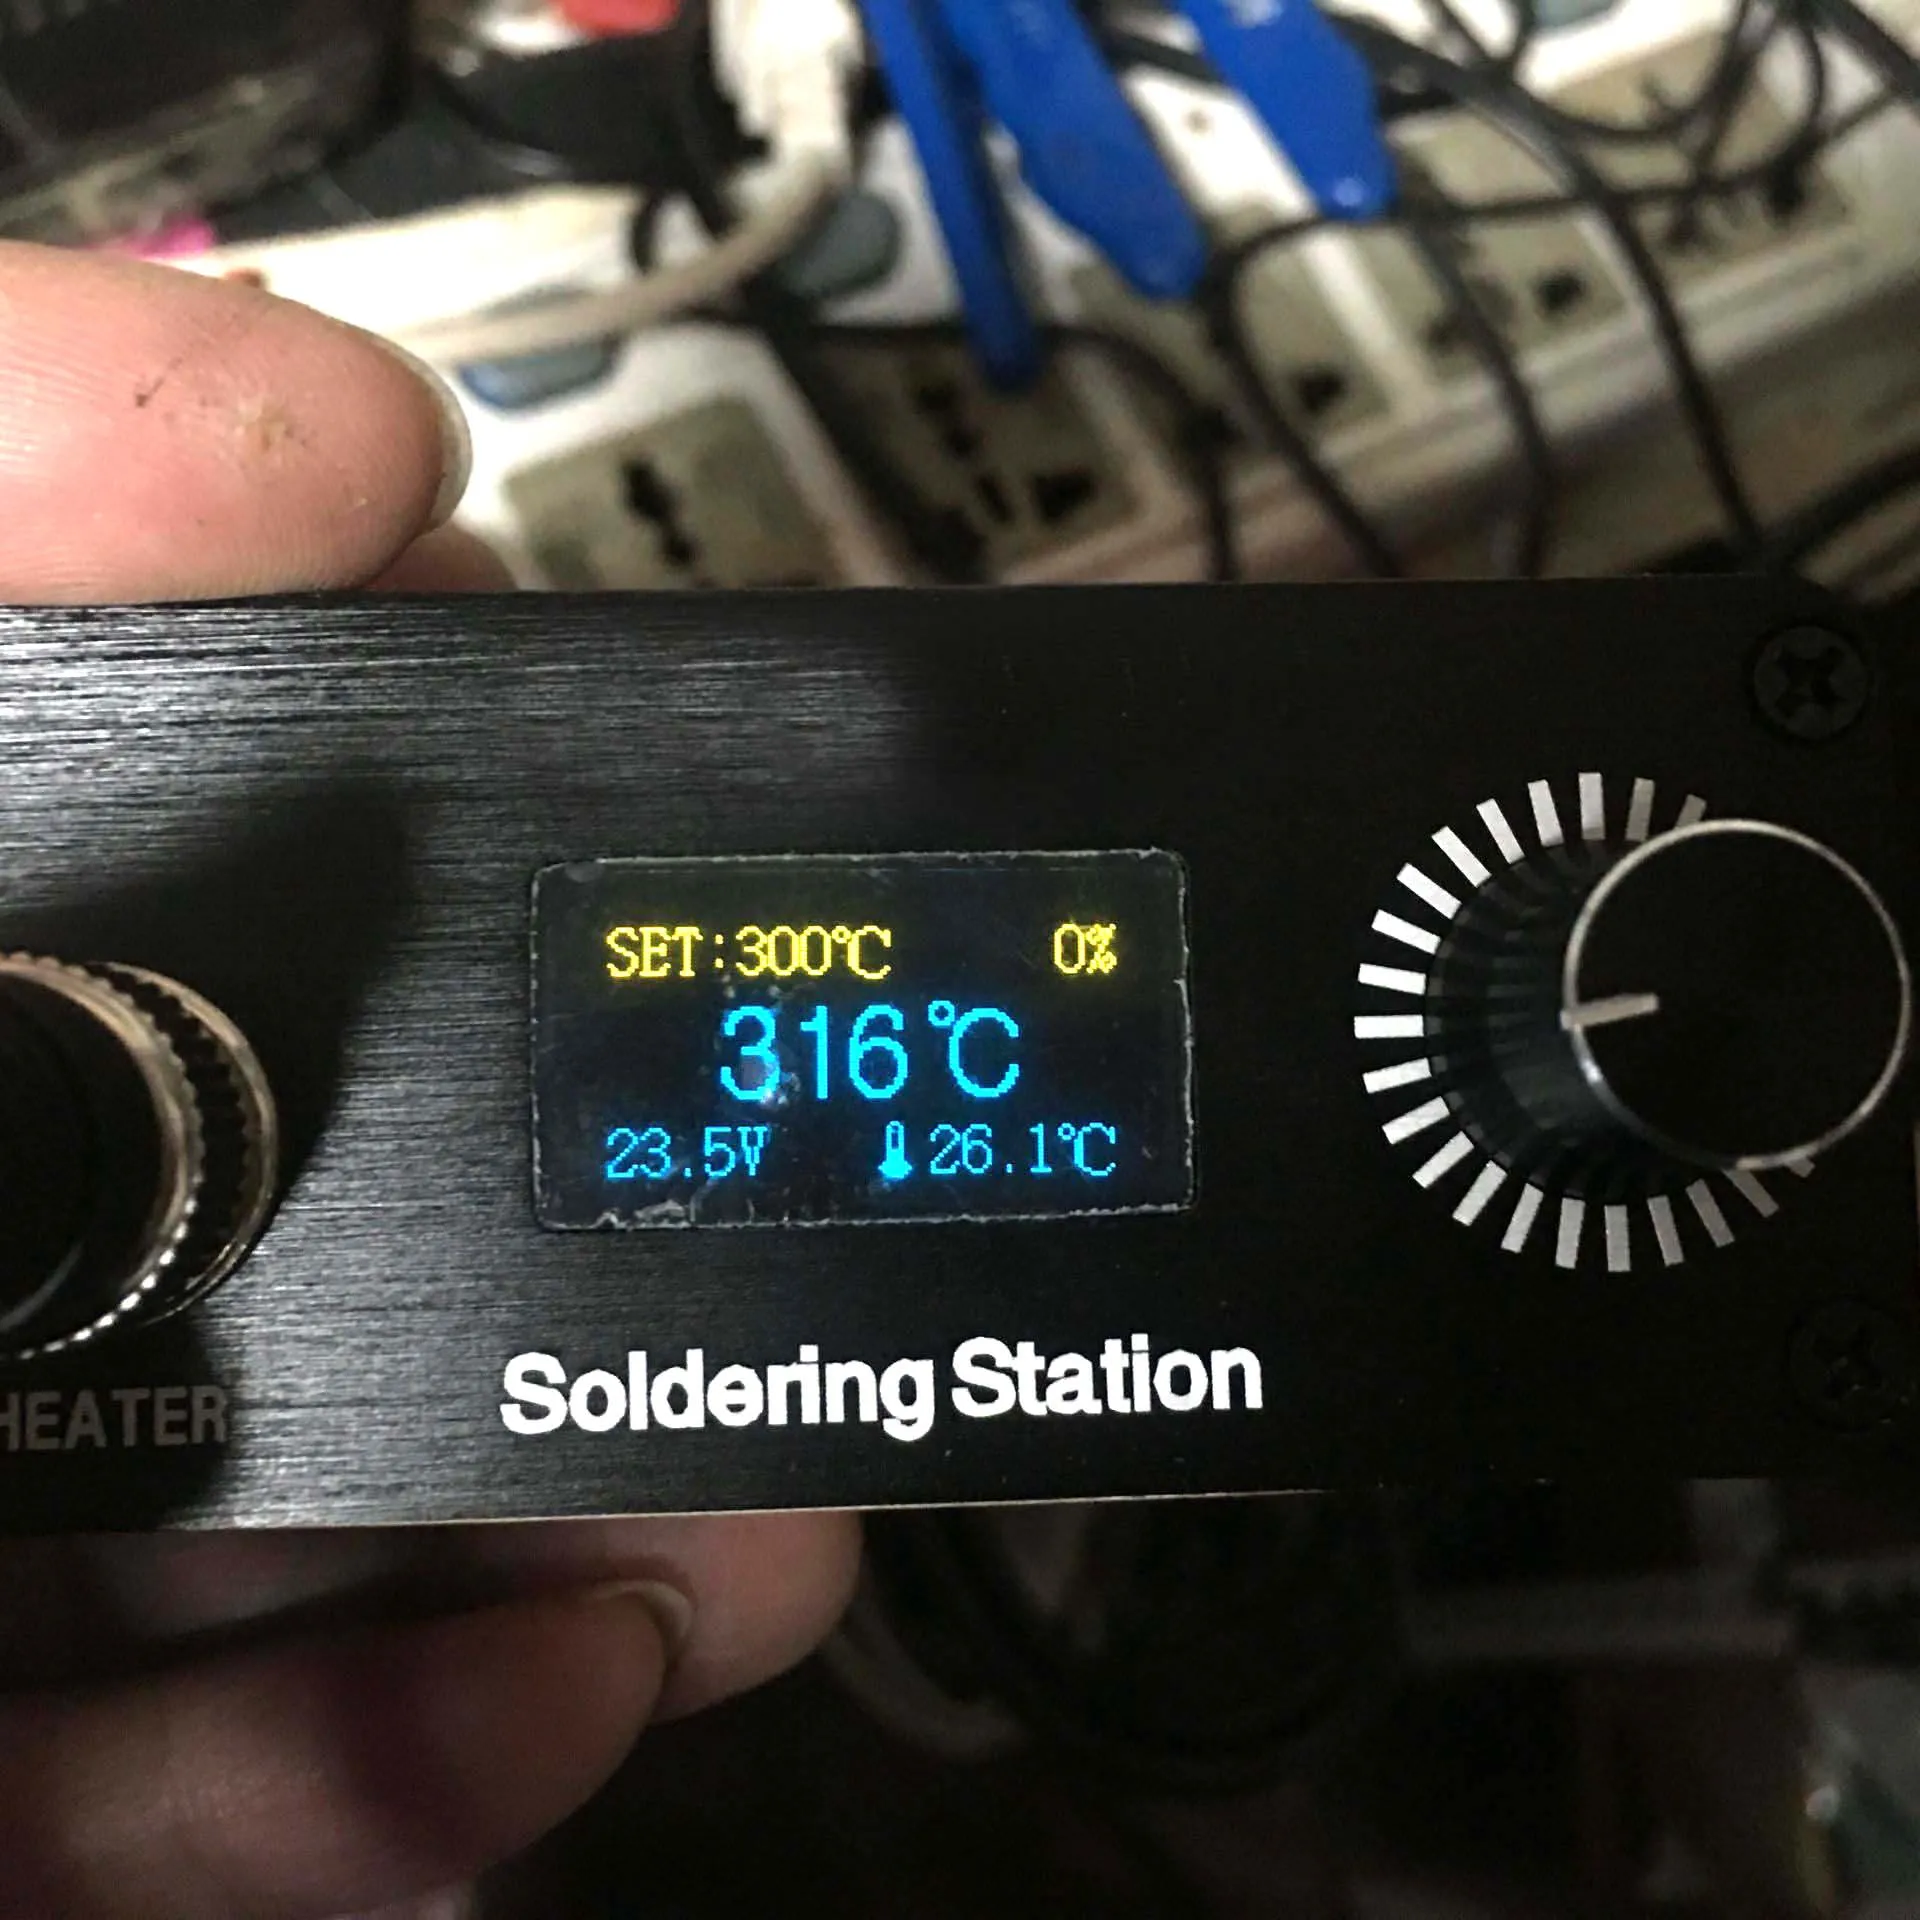 SET:300℃ 0%
316℃
23.5V 26.1℃
Soldering Station
HEATER